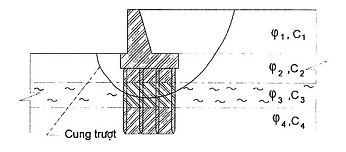 φ₁, C₁
φ₂, C₂
φ₃, C₃
φ₄, C₄
Cung trượt